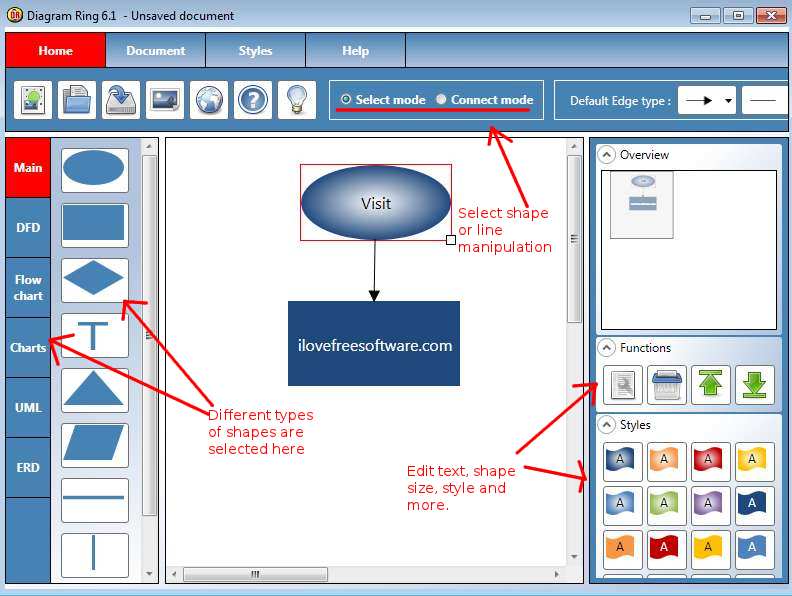 Diagram Ring 6.1 - Unsaved document
Home Document Styles Help
Select mode Connect mode Default Edge type :
Main
DFD
Flow
chart
Charts
UML
ERD
T
Visit
ilovefreesoftware.com
Select shape
or line
manipulation
Different types
of shapes are
selected here
Edit text, shape
size, style and
more.
Overview
Functions
Styles
A A A A
A A A A
A A A A